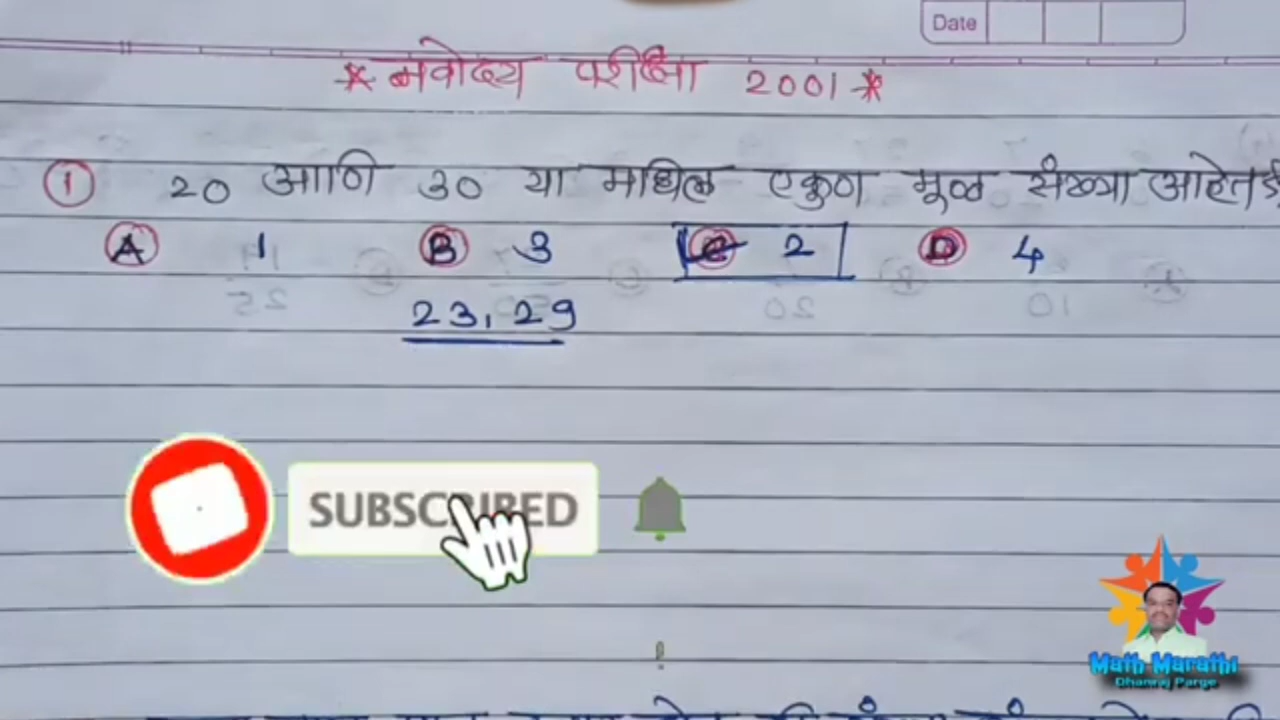 Date
* नवोदय परीक्षा 2001 *
1 20 आणि 30 या मधिल एकुण मूळ संख्या आहेत
A 1 B 3 C 2 D 4
23, 29
SUBSCRIBED
Math Marathi
Dhanraj Parge